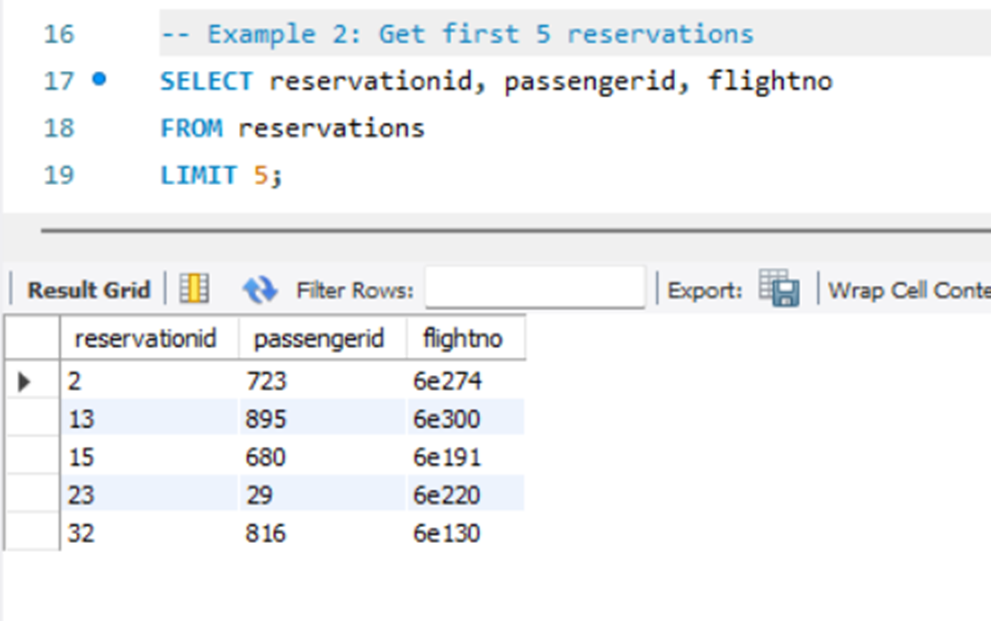 16 -- Example 2: Get first 5 reservations
17 SELECT reservationid, passengerid, flightno
18 FROM reservations
19 LIMIT 5;
Result Grid Filter Rows: Export: Wrap Cell Conte
reservationid passengerid flightno
2 723 6e274
13 895 6e300
15 680 6e191
23 29 6e220
32 816 6e130